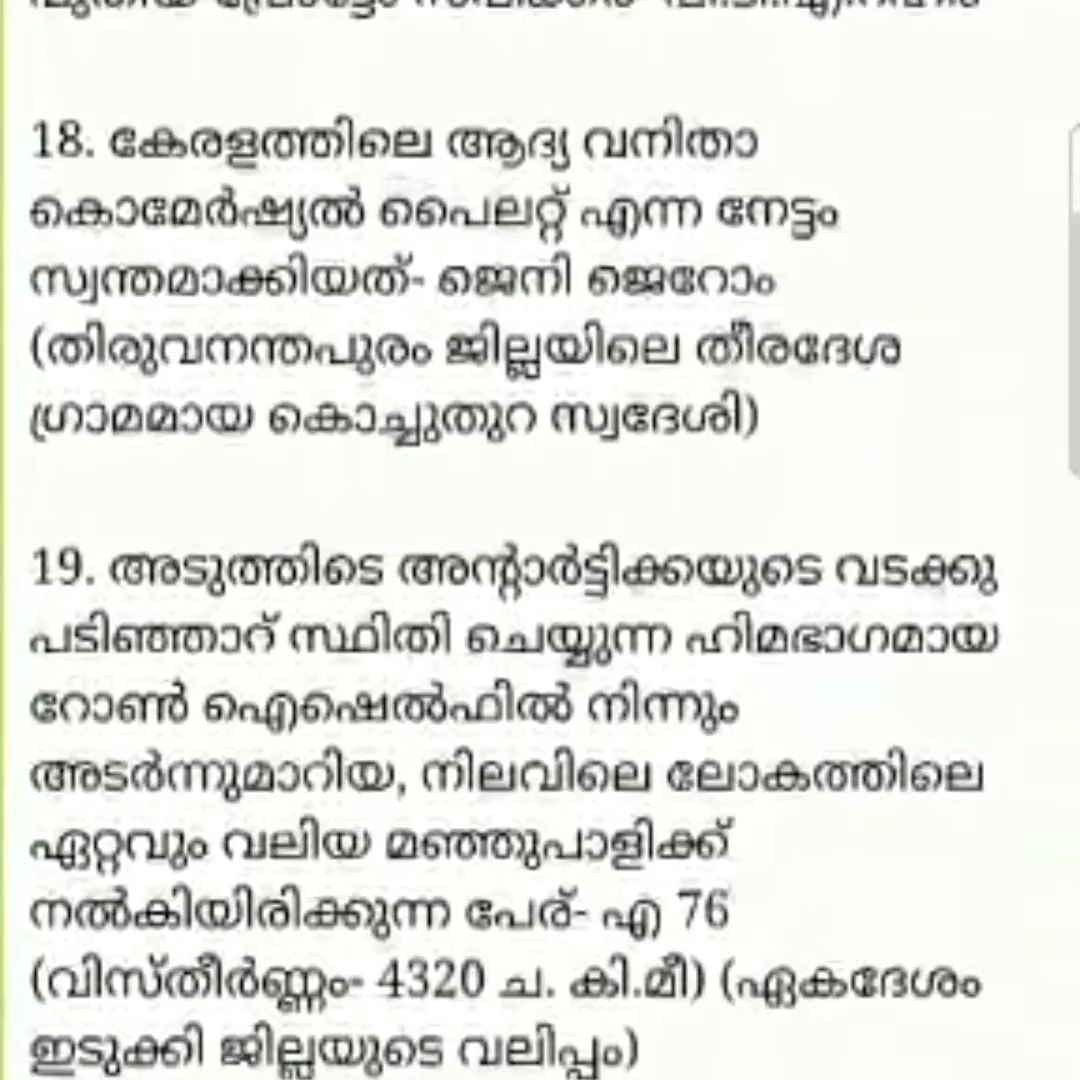 18. കേരളത്തിലെ ആദ്യ വനിതാ
കൊമേർഷ്യൽ പൈലറ്റ് എന്ന നേട്ടം
സ്വന്തമാക്കിയത്- ജെനി ജെറോം
(തിരുവനന്തപുരം ജില്ലയിലെ തീരദേശ
ഗ്രാമമായ കൊച്ചുതുറ സ്വദേശി)
19. അടുത്തിടെ അന്റാർട്ടിക്കയുടെ വടക്കു
പടിഞ്ഞാറ് സ്ഥിതി ചെയ്യുന്ന ഹിമഭാഗമായ
റോൺ ഐഷെൽഫിൽ നിന്നും
അടർന്നുമാറിയ, നിലവിലെ ലോകത്തിലെ
ഏറ്റവും വലിയ മഞ്ഞുപാളിക്ക്
നൽകിയിരിക്കുന്ന പേര്- എ 76
(വിസ്തീർണ്ണം- 4320 ച. കി.മീ) (ഏകദേശം
ഇടുക്കി ജില്ലയുടെ വലിപ്പം)